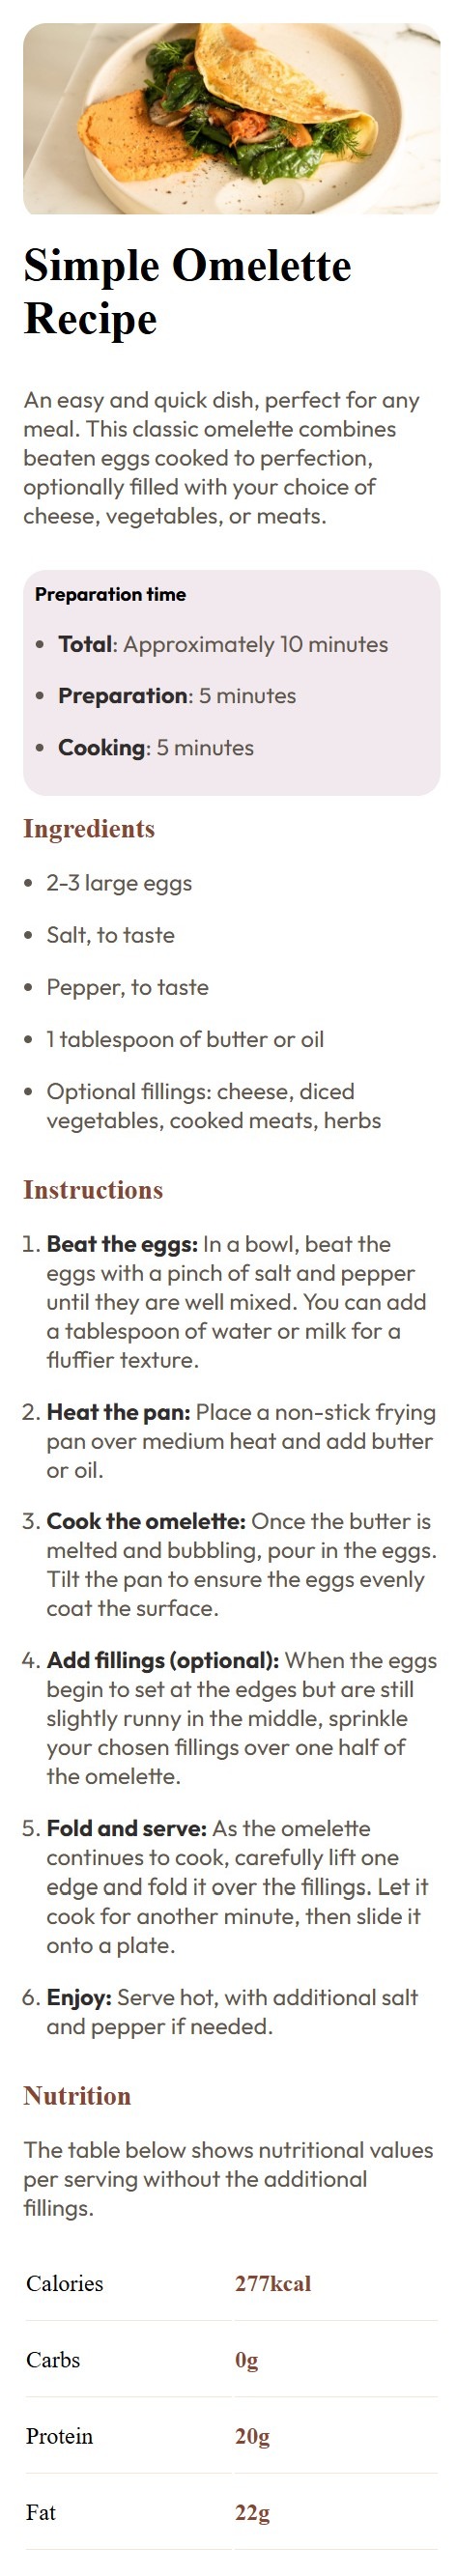 Simple Omelette
Recipe
An easy and quick dish, perfect for any
meal. This classic omelette combines
beaten eggs cooked to perfection,
optionally filled with your choice of
cheese, vegetables, or meats.
Preparation time
• Total: Approximately 10 minutes
• Preparation: 5 minutes
• Cooking: 5 minutes
Ingredients
• 2-3 large eggs
• Salt, to taste
• Pepper, to taste
• 1 tablespoon of butter or oil
• Optional fillings: cheese, diced
vegetables, cooked meats, herbs
Instructions
1. Beat the eggs: In a bowl, beat the
eggs with a pinch of salt and pepper
until they are well mixed. You can add
a tablespoon of water or milk for a
fluffier texture.
2. Heat the pan: Place a non-stick frying
pan over medium heat and add butter
or oil.
3. Cook the omelette: Once the butter is
melted and bubbling, pour in the eggs.
Tilt the pan to ensure the eggs evenly
coat the surface.
4. Add fillings (optional): When the eggs
begin to set at the edges but are still
slightly runny in the middle, sprinkle
your chosen fillings over one half of
the omelette.
5. Fold and serve: As the omelette
continues to cook, carefully lift one
edge and fold it over the fillings. Let it
cook for another minute, then slide it
onto a plate.
6. Enjoy: Serve hot, with additional salt
and pepper if needed.
Nutrition
The table below shows nutritional values
per serving without the additional
fillings.
Calories 277kcal
Carbs 0g
Protein 20g
Fat 22g